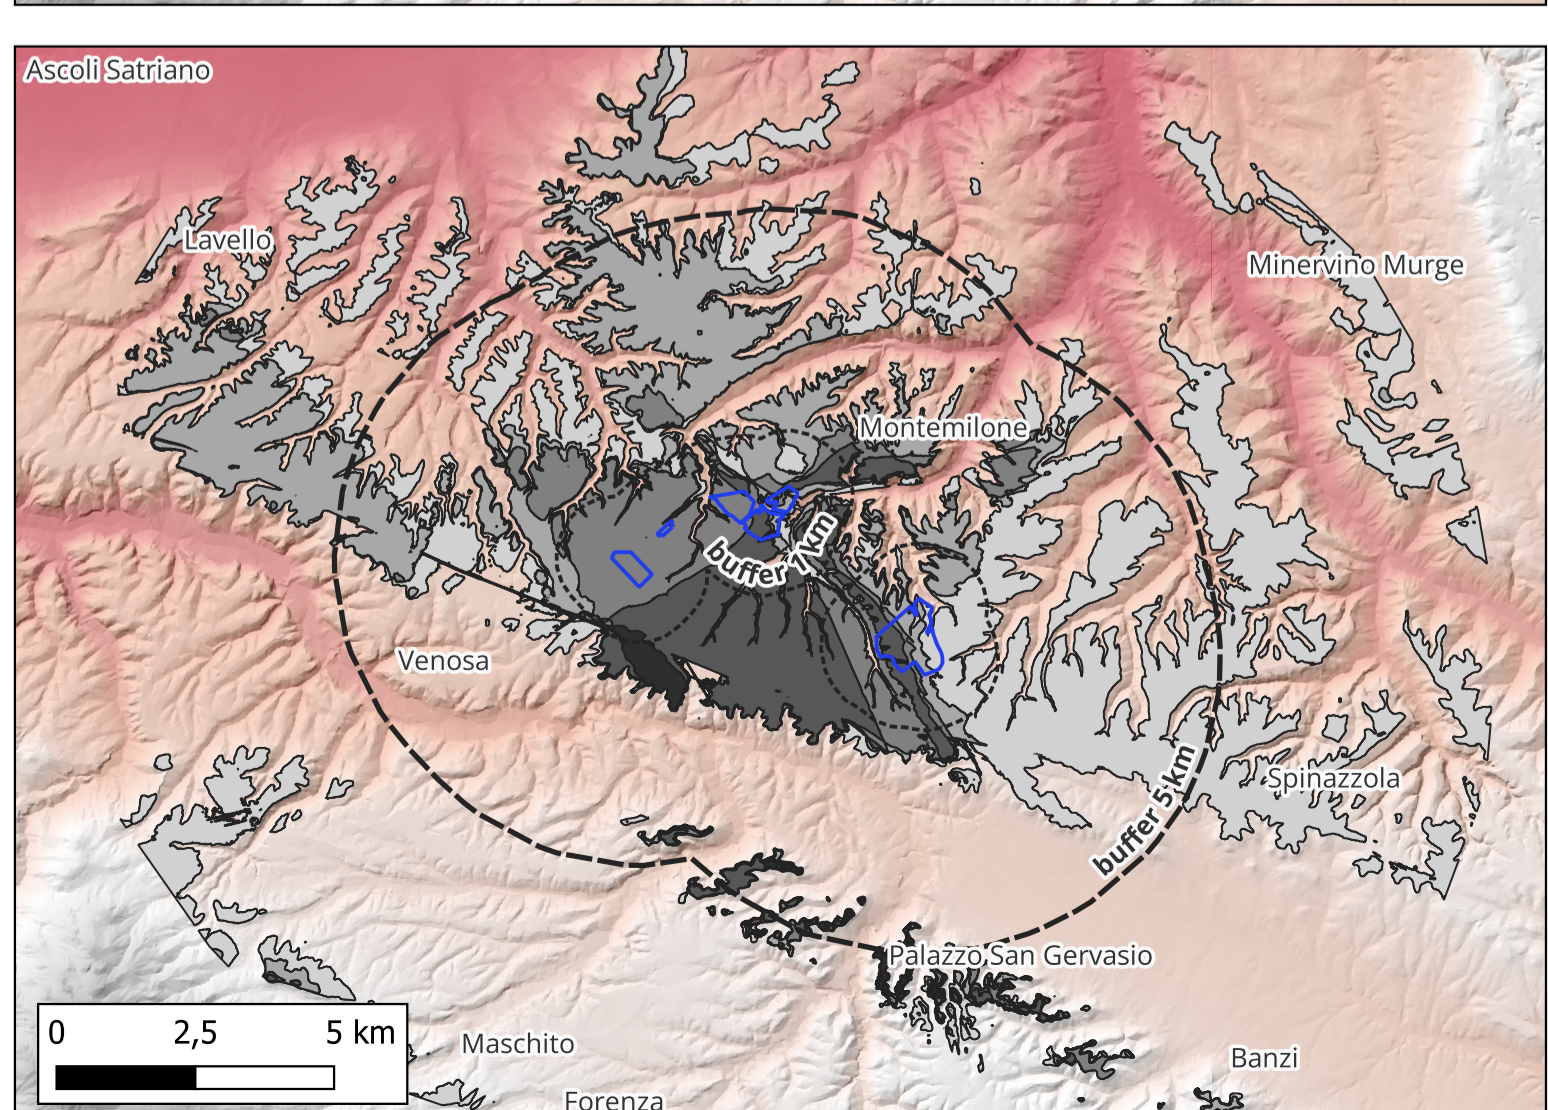 Ascoli Satriano
Lavello
Minervino Murge
Montemilone
buffer 1 km
Venosa
Spinazzola
buffer 5 km
Palazzo San Gervasio
0 2,5 5 km
Maschito
Banzi
Forenza